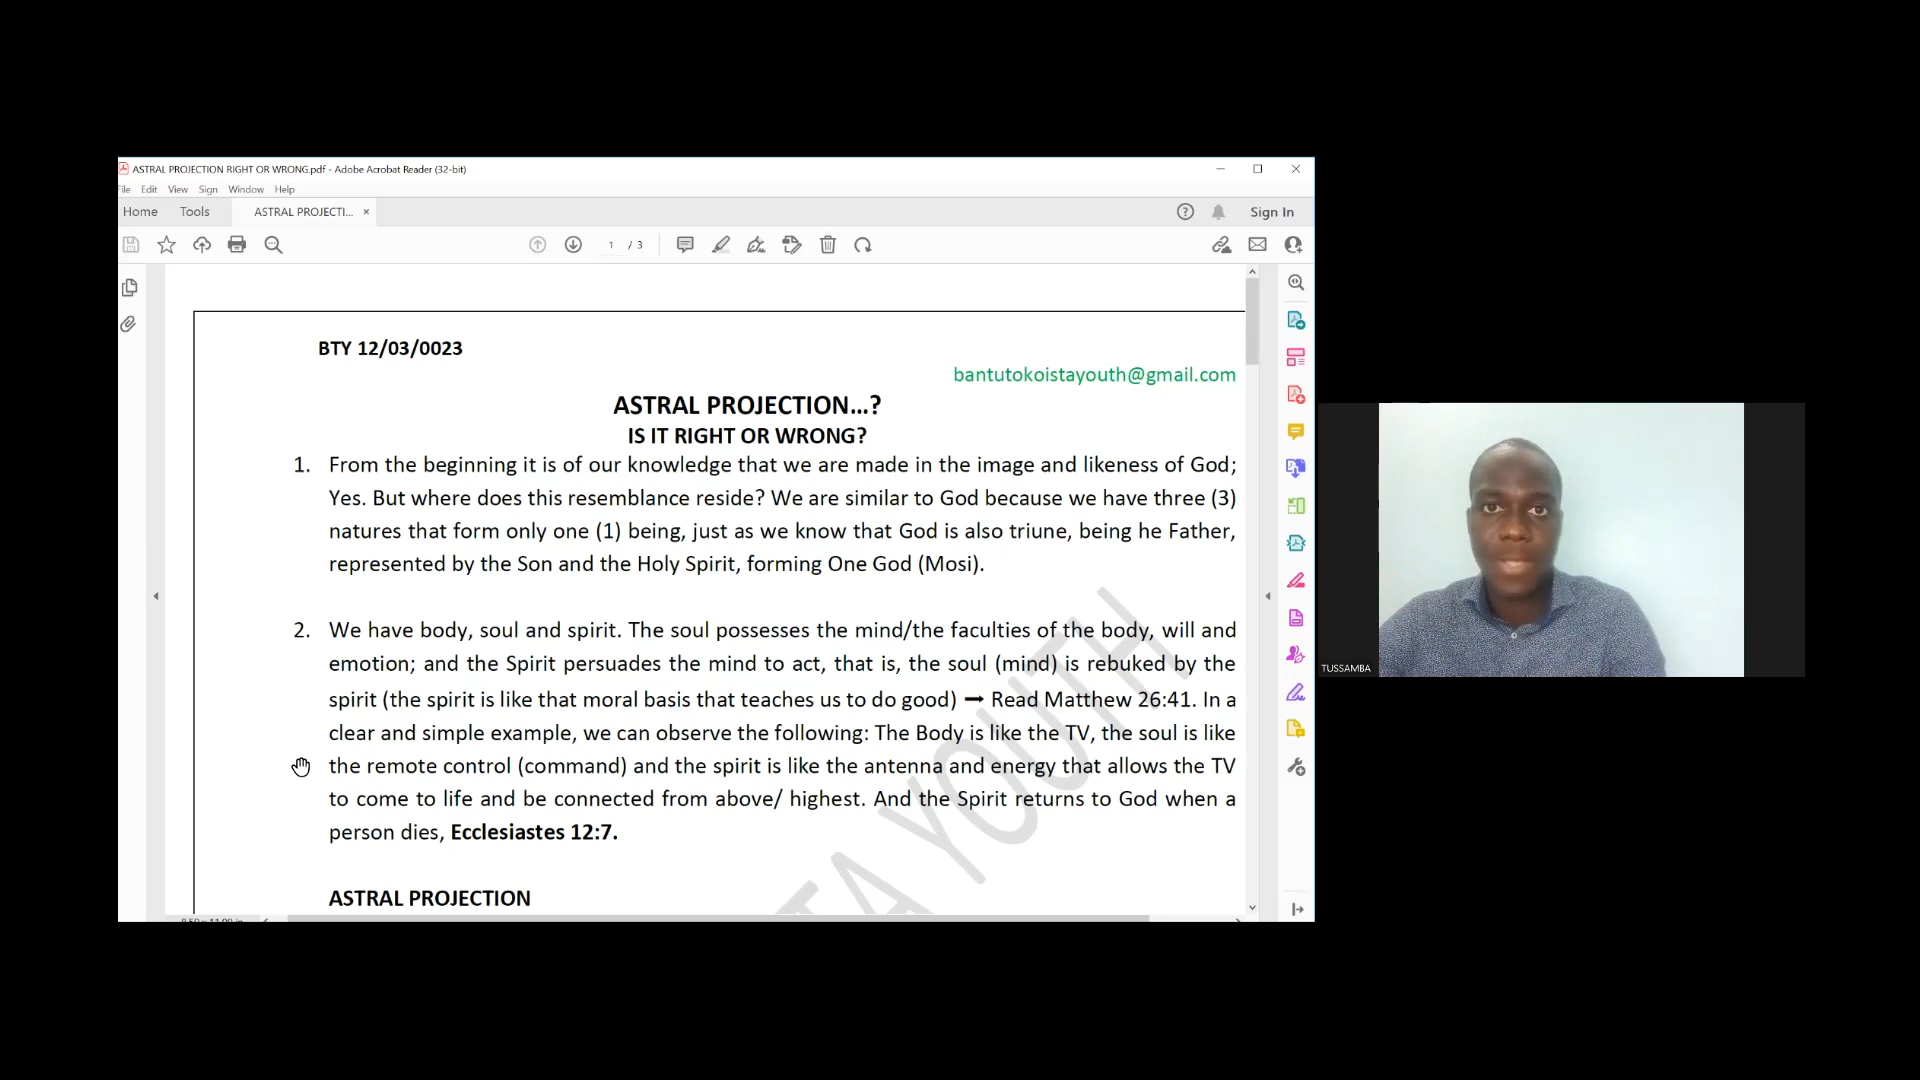 ASTRAL PROJECTION RIGHT OR WRONG.pdf - Adobe Acrobat Reader (32-bit)
File Edit View Sign Window Help
Home Tools ASTRAL PROJECTI... × Sign In
1 / 3
BTY 12/03/0023
bantutokoistayouth@gmail.com
ASTRAL PROJECTION...?
IS IT RIGHT OR WRONG?
1. From the beginning it is of our knowledge that we are made in the image and likeness of God;
Yes. But where does this resemblance reside? We are similar to God because we have three (3)
natures that form only one (1) being, just as we know that God is also triune, being he Father,
represented by the Son and the Holy Spirit, forming One God (Mosi).
2. We have body, soul and spirit. The soul possesses the mind/the faculties of the body, will and
emotion; and the Spirit persuades the mind to act, that is, the soul (mind) is rebuked by the
spirit (the spirit is like that moral basis that teaches us to do good) ➞ Read Matthew 26:41. In a
clear and simple example, we can observe the following: The Body is like the TV, the soul is like
the remote control (command) and the spirit is like the antenna and energy that allows the TV
to come to life and be connected from above/ highest. And the Spirit returns to God when a
person dies, Ecclesiastes 12:7.
ASTRAL PROJECTION
TA YOUTH
TUSSAMBA